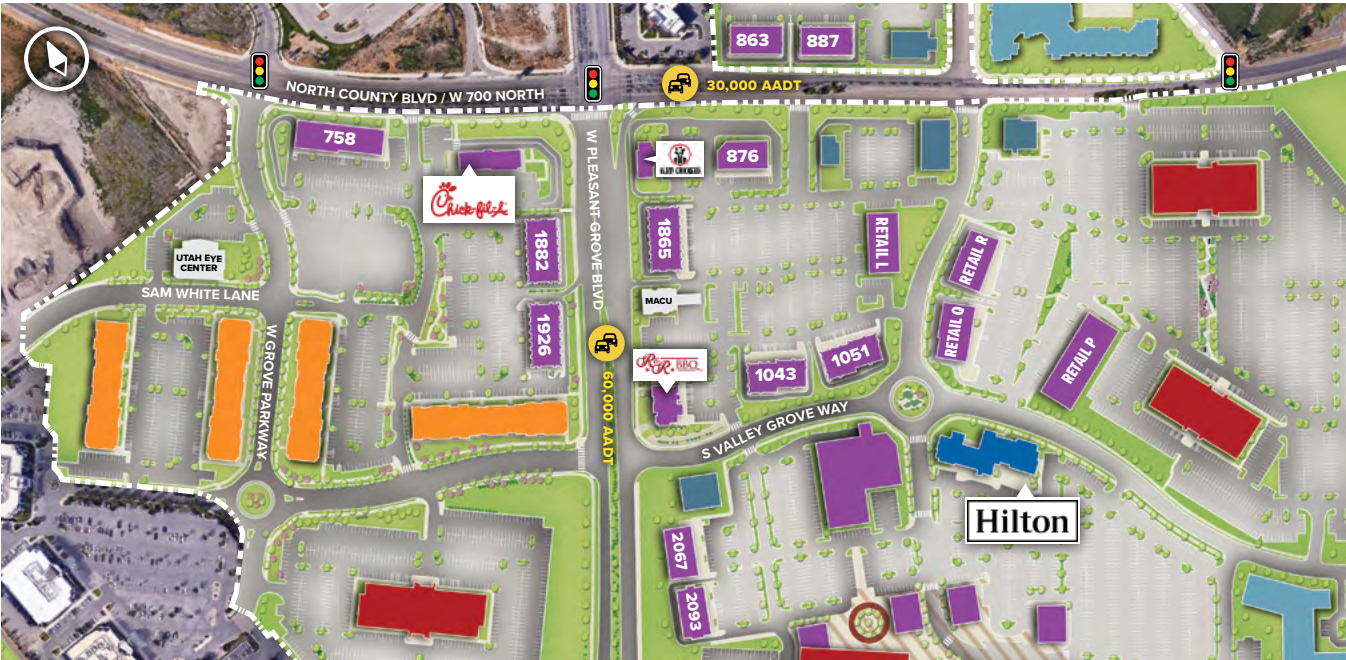 863
887
30,000 AADT
NORTH COUNTY BLVD / W 700 NORTH
758
W PLEASANT GROVE BLVD
876
Chick-fil-A
1882
1865
RETAIL L
RETAIL R
UTAH EYE
CENTER
SAM WHITE LANE
MACU
1926
RETAIL Q
W GROVE PARKWAY
R&R BBQ
1043
1051
RETAIL P
60,000 AADT
S VALLEY GROVE WAY
Hilton
2067
2093